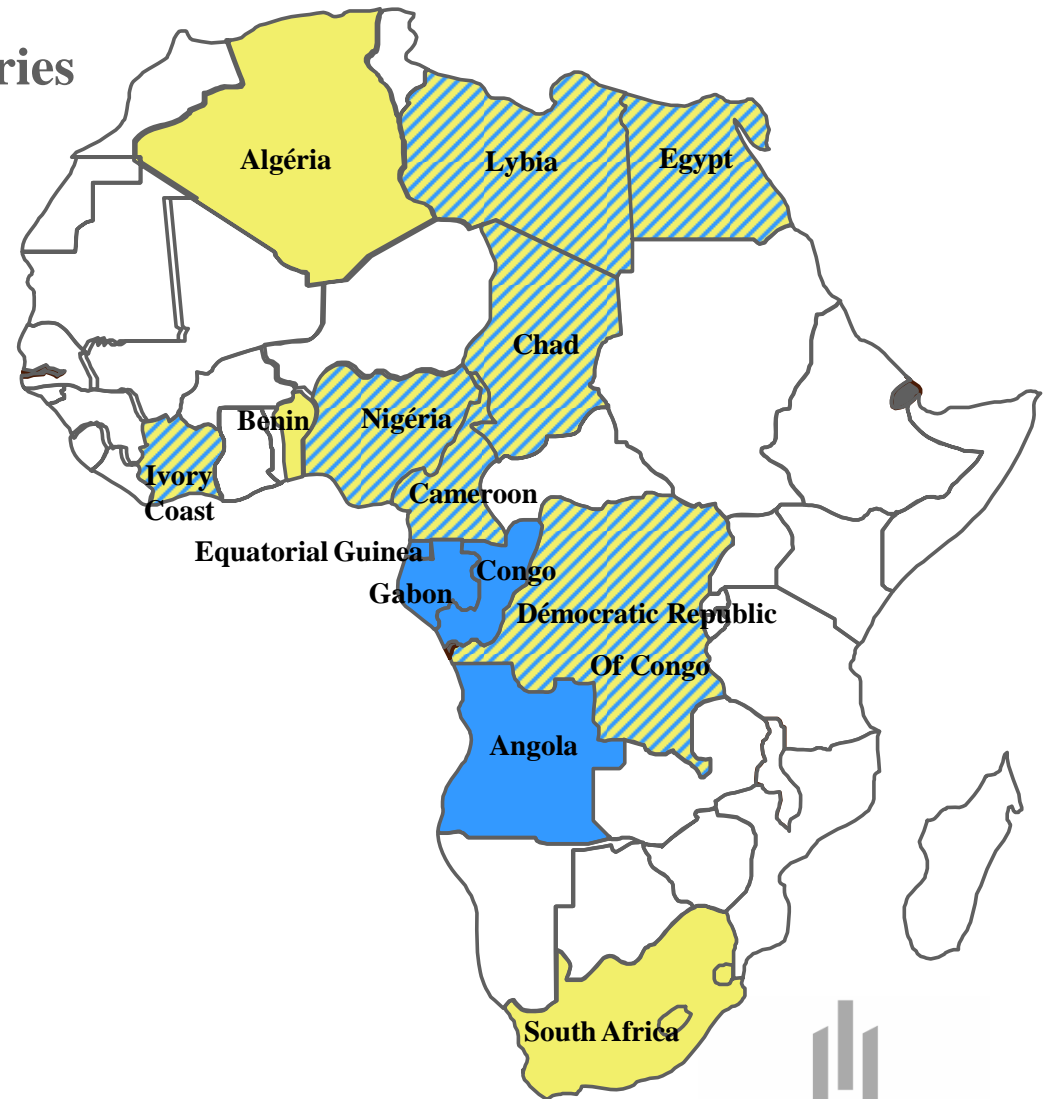 ries
Algéria
Lybia
Egypt
Chad
Benin
Nigéria
Ivory
Coast
Cameroon
Equatorial Guinea
Congo
Gabon
Démocratic Republic
Of Congo
Angola
South Africa